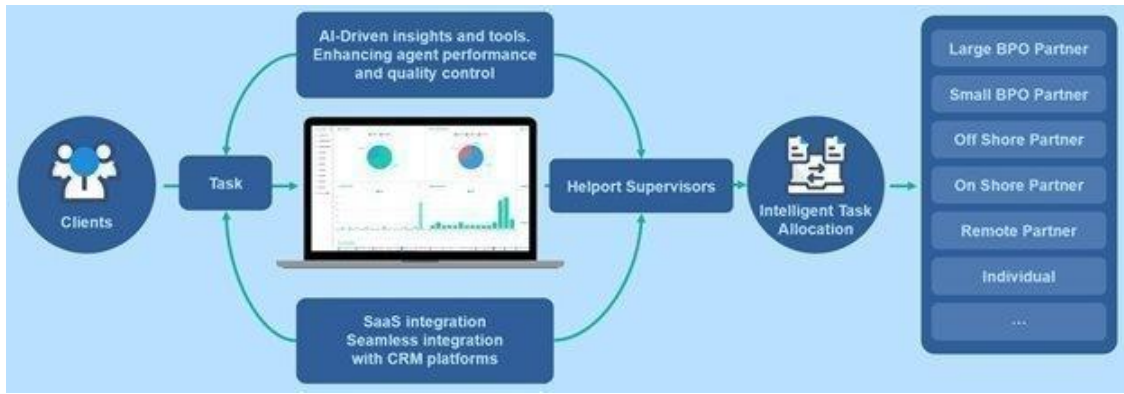 AI-Driven insights and tools.
Enhancing agent performance
and quality control
Clients
Task
Helport Supervisors
Intelligent Task
Allocation
SaaS integration
Seamless integration
with CRM platforms
Large BPO Partner
Small BPO Partner
Off Shore Partner
On Shore Partner
Remote Partner
Individual
...